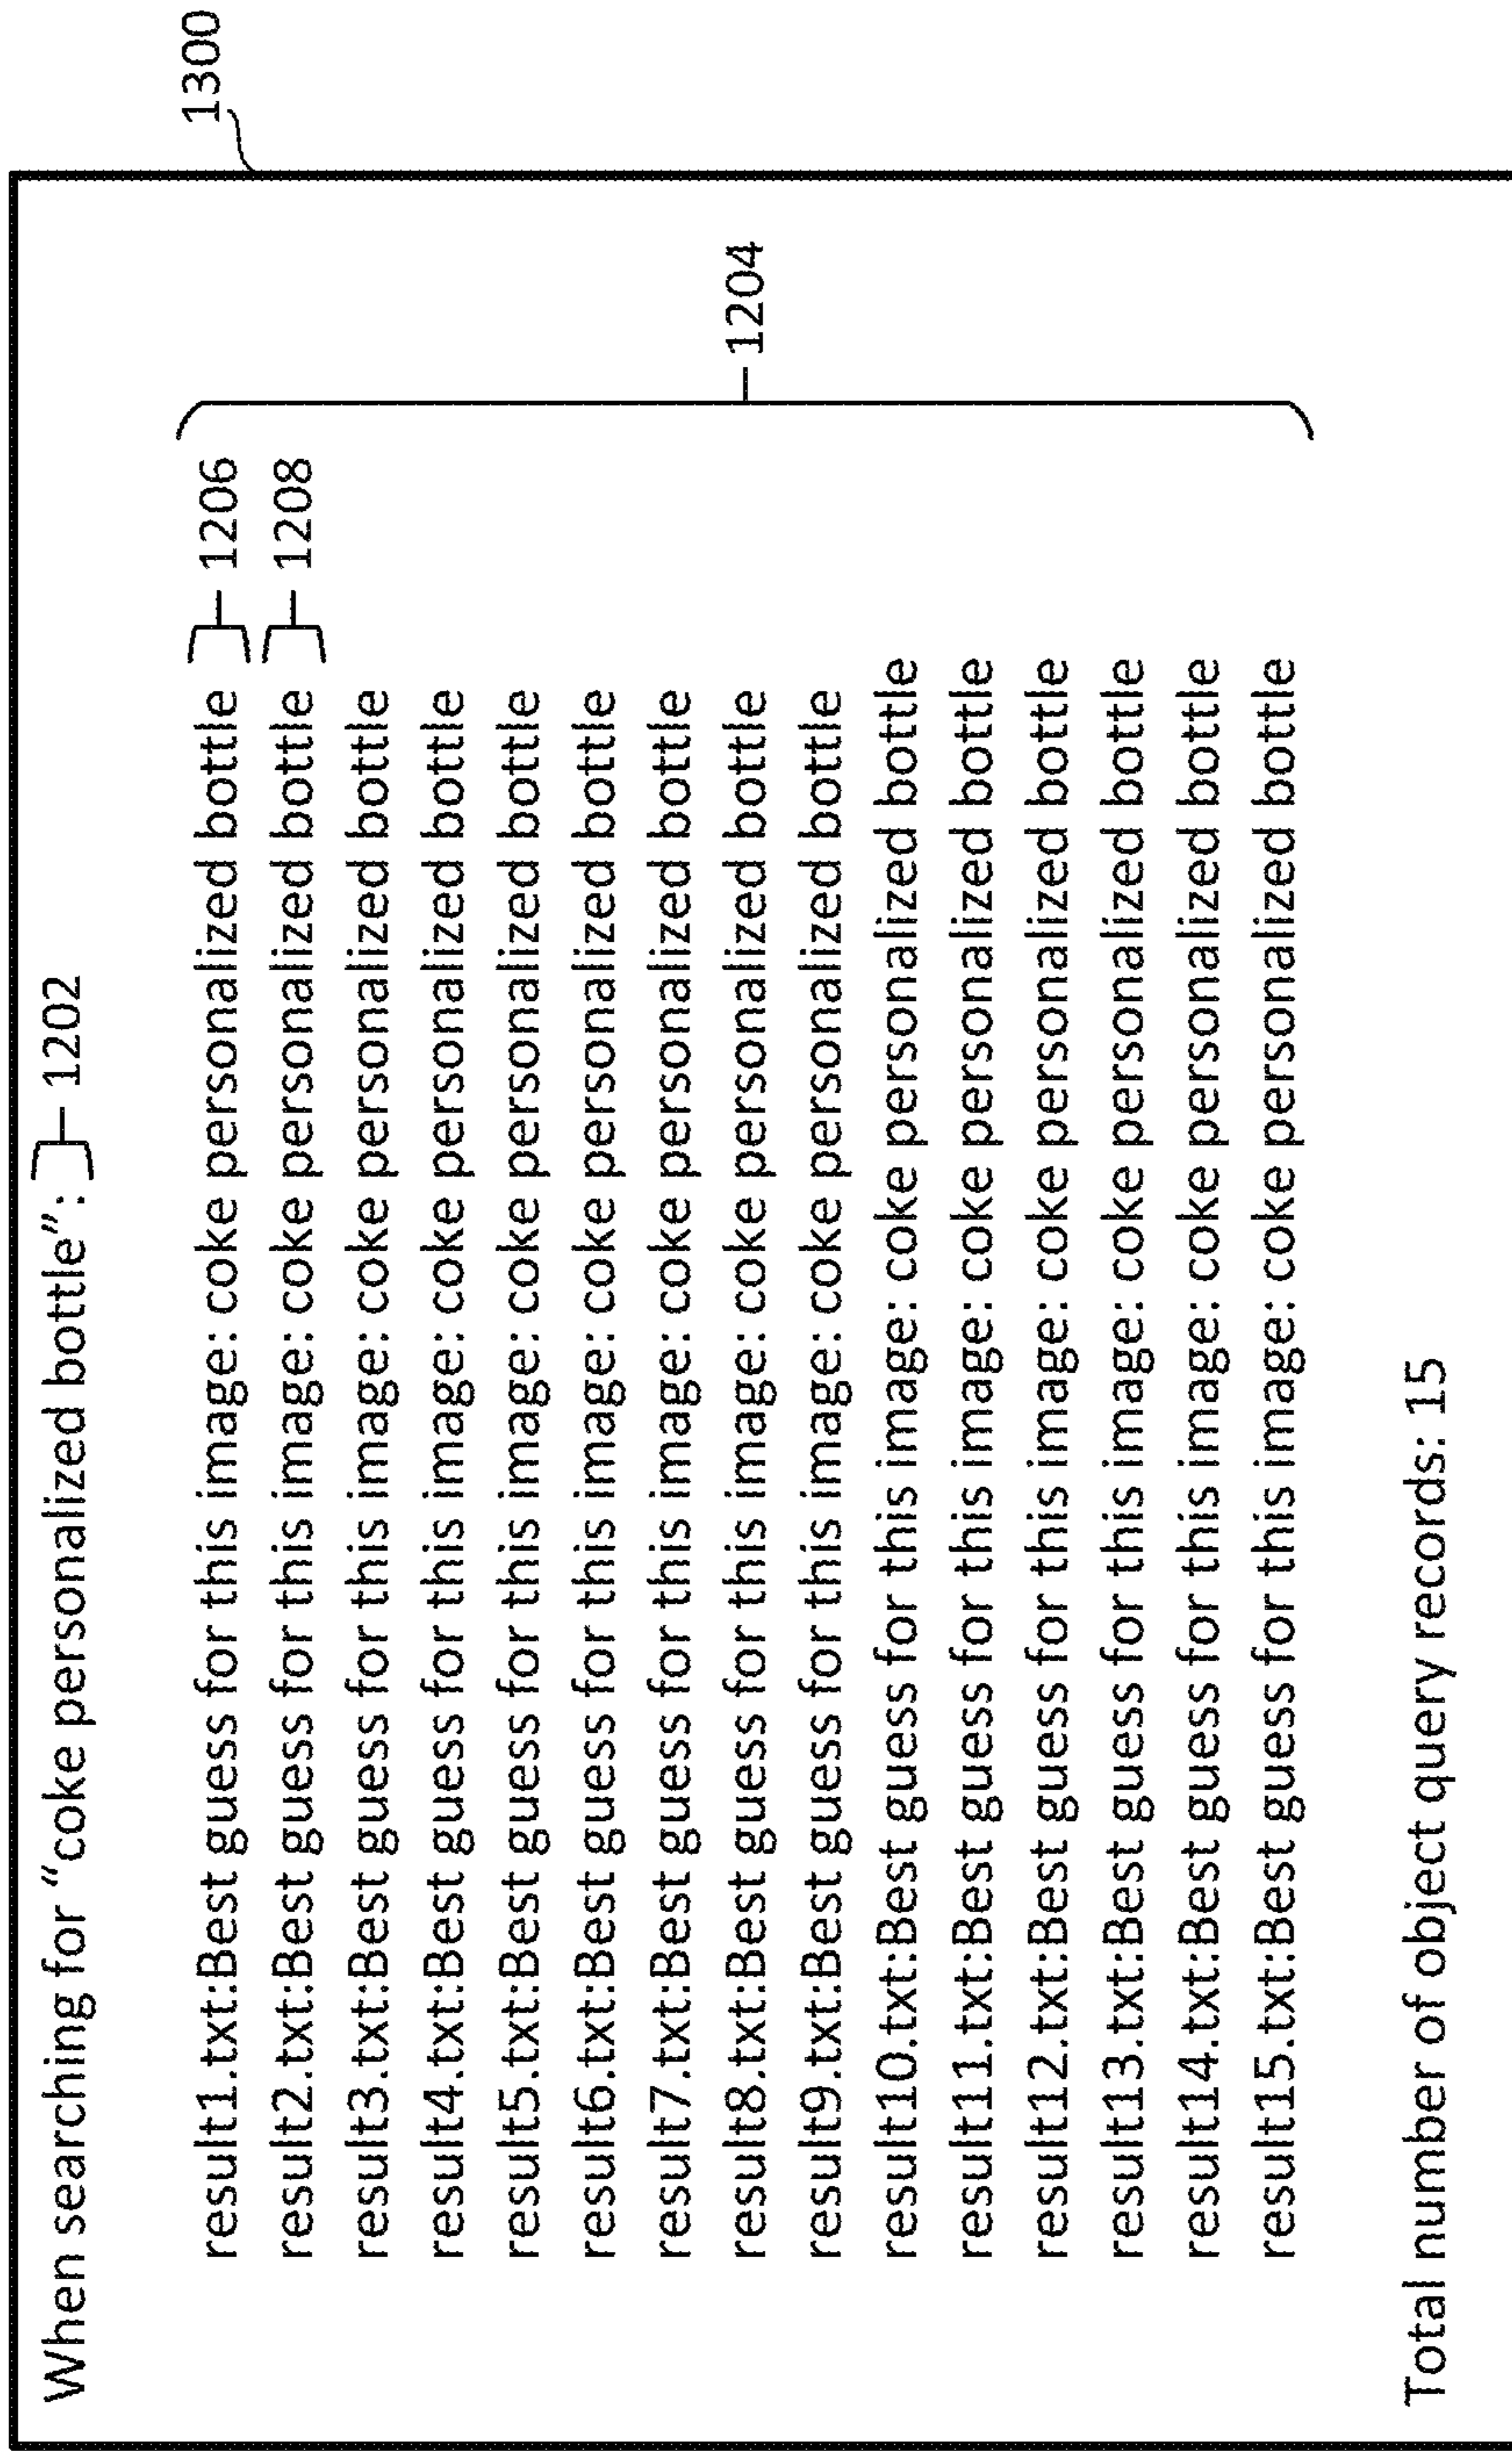 1300
When searching for “coke personalized bottle”: 1202
result1.txt:Best guess for this image: coke personalized bottle 1206
result2.txt:Best guess for this image: coke personalized bottle 1208
result3.txt:Best guess for this image: coke personalized bottle
result4.txt:Best guess for this image: coke personalized bottle
result5.txt:Best guess for this image: coke personalized bottle
result6.txt:Best guess for this image: coke personalized bottle
result7.txt:Best guess for this image: coke personalized bottle
result8.txt:Best guess for this image: coke personalized bottle 1204
result9.txt:Best guess for this image: coke personalized bottle
result10.txt:Best guess for this image: coke personalized bottle
result11.txt:Best guess for this image: coke personalized bottle
result12.txt:Best guess for this image: coke personalized bottle
result13.txt:Best guess for this image: coke personalized bottle
result14.txt:Best guess for this image: coke personalized bottle
result15.txt:Best guess for this image: coke personalized bottle
Total number of object query records: 15